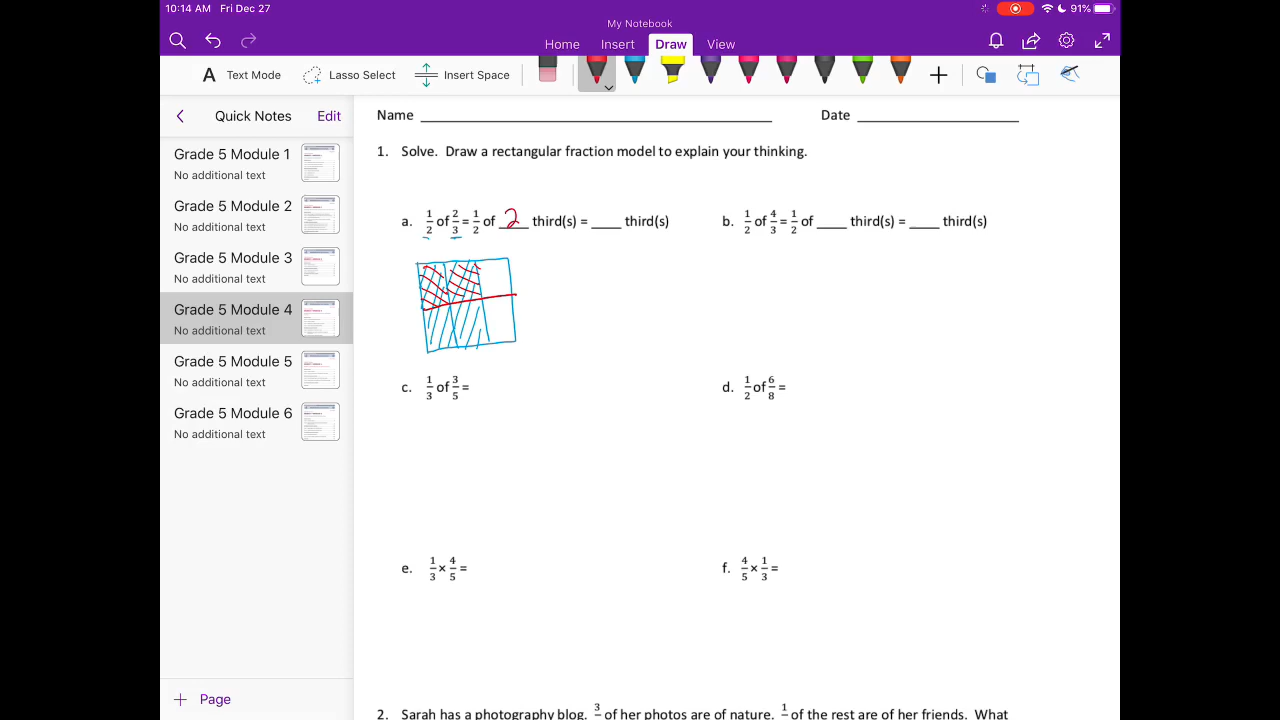 10:14 AM Fri Dec 27
91%
My Notebook
Home Insert Draw View
A Text Mode Lasso Select Insert Space
Quick Notes Edit
Grade 5 Module 1
No additional text
Grade 5 Module 2
No additional text
Grade 5 Module 3
No additional text
Grade 5 Module 4
No additional text
Grade 5 Module 5
No additional text
Grade 5 Module 6
No additional text
+ Page
Name ____ Date ____
1. Solve. Draw a rectangular fraction model to explain your thinking.
a. 1/2 of 2/3 = 1/2 of 2 third(s) = ____ third(s)
b. 1/2 of 4/3 = 1/2 of ____ third(s) = ____ third(s)
c. 1/3 of 3/5 =
d. 1/2 of 6/8 =
e. 1/3 × 4/5 =
f. 4/5 × 1/3 =
2. Sarah has a photography blog. 3/ of her photos are of nature. 1/ of the rest are of her friends. What